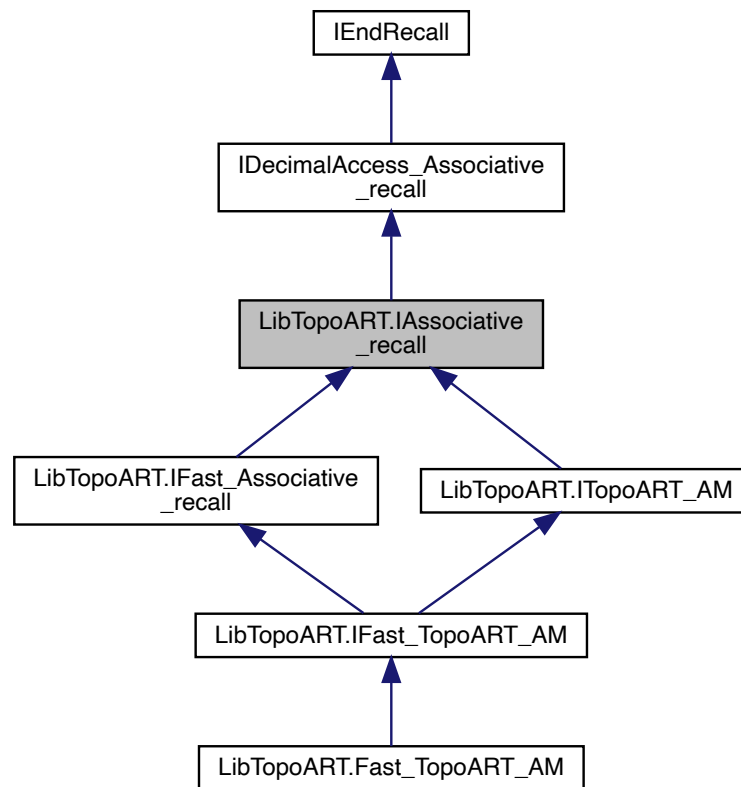 IEndRecall
IDecimalAccess_Associative
_recall
LibTopoART.IAssociative
_recall
LibTopoART.IFast_Associative
_recall
LibTopoART.ITopoART_AM
LibTopoART.IFast_TopoART_AM
LibTopoART.Fast_TopoART_AM